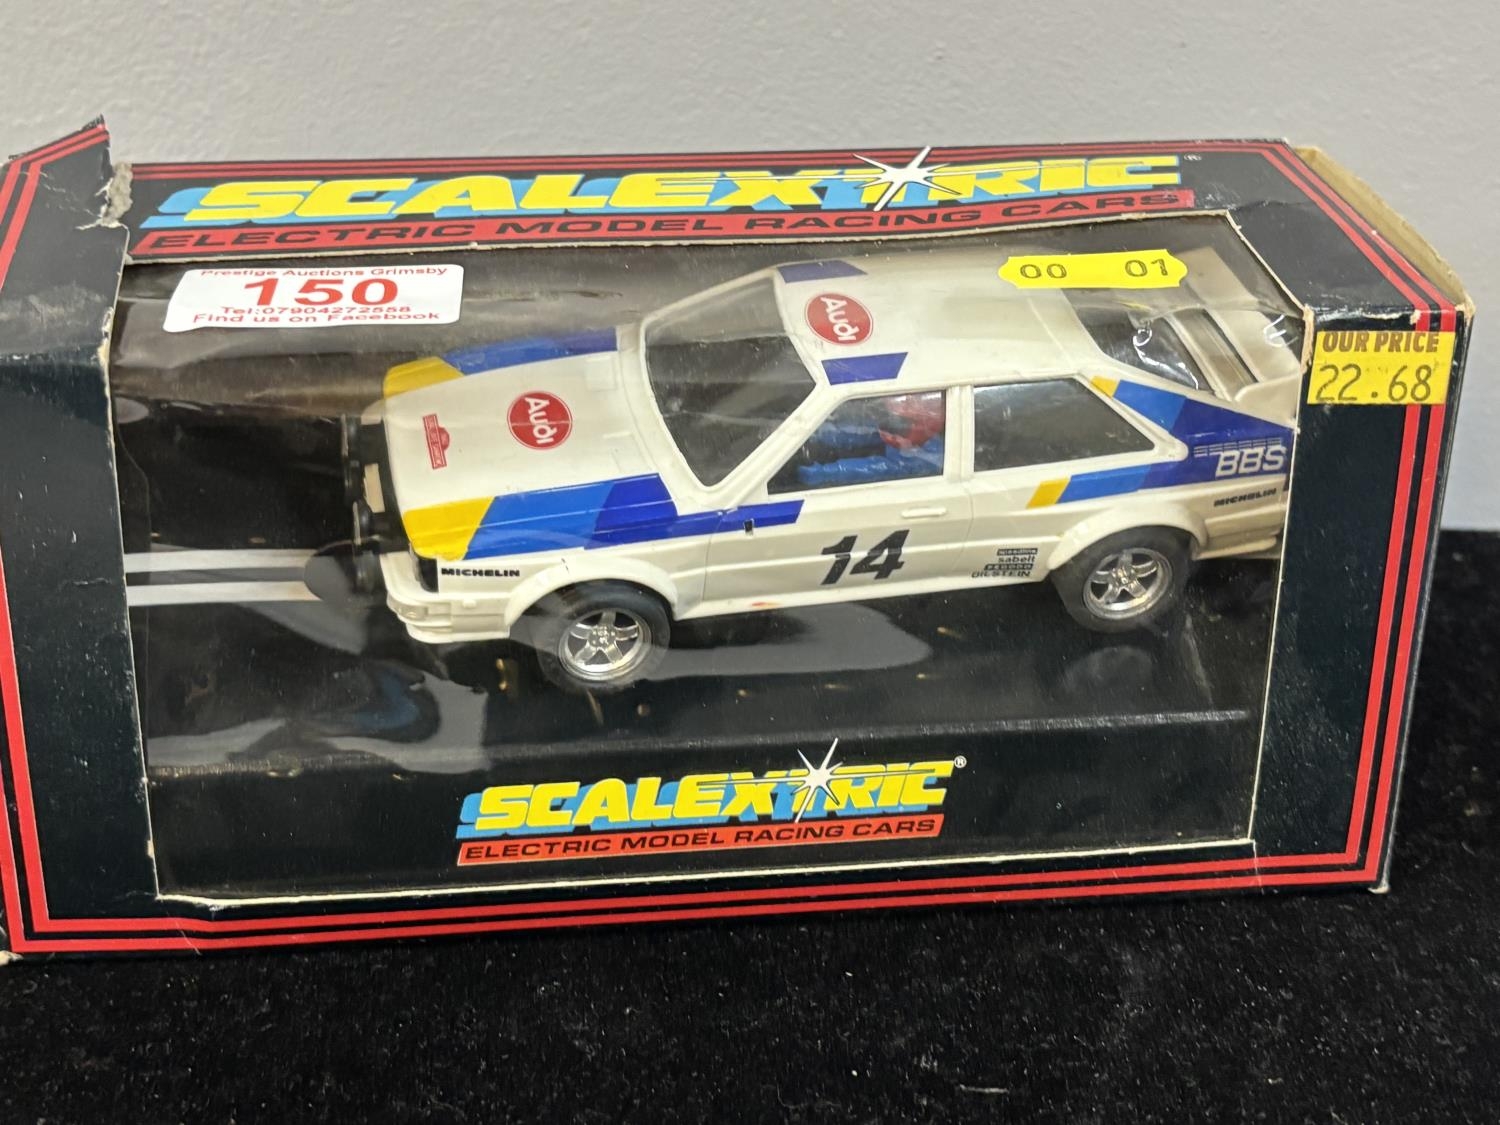 SCALEXTRIC®
ELECTRIC MODEL RACING CARS
Prestige Auctions Grimsby
150
Tel:07904272558
Find us on Facebook
00 01
OUR PRICE
22.68
Audi
Audi
BBS
MICHELIN
14
sabelt
BILSTEIN
MICHELIN
SCALEXTRIC®
ELECTRIC MODEL RACING CARS